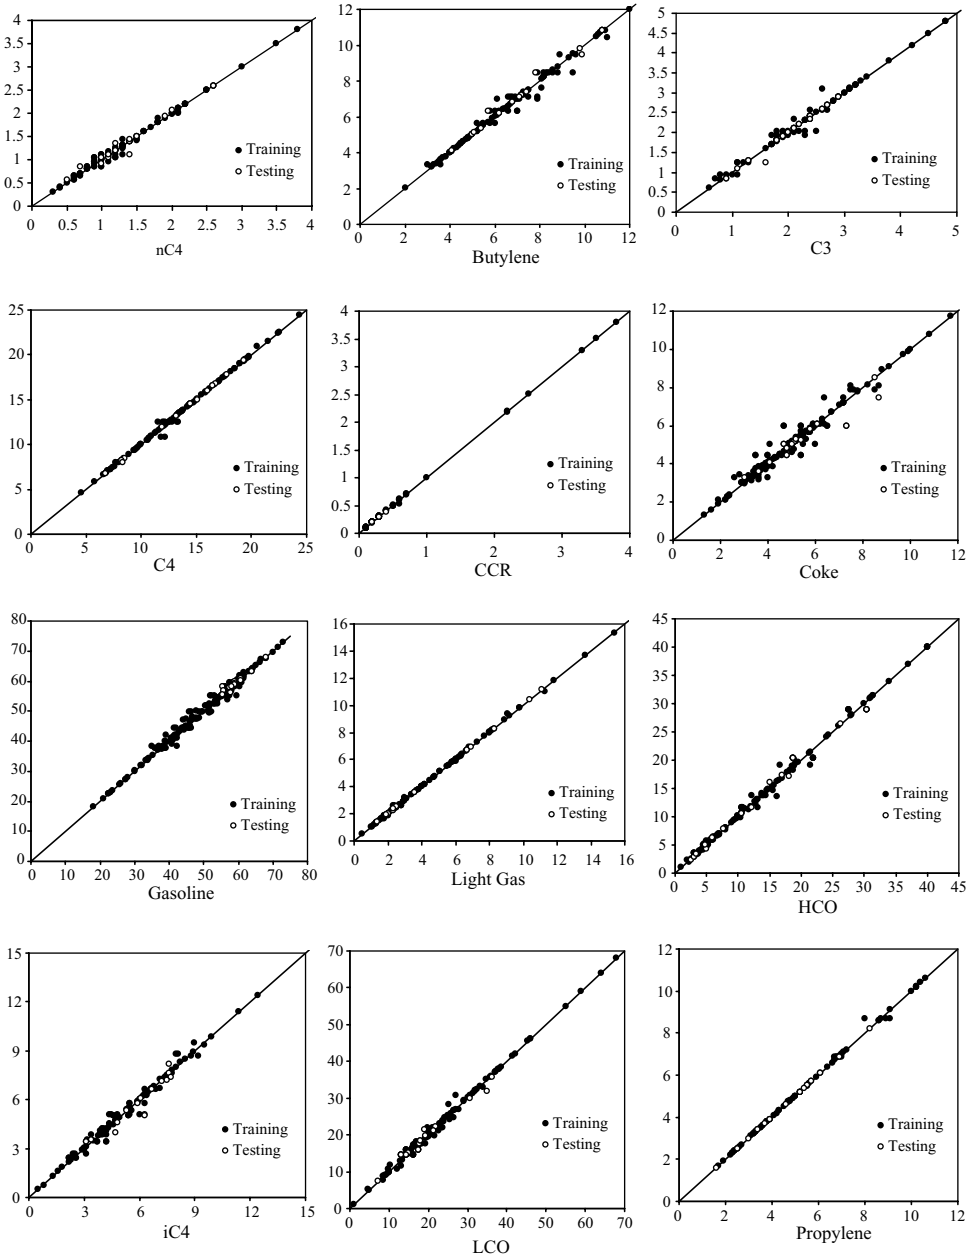 4
3.5
3
2.5
2
1.5
1
0.5
0
0 0.5 1 1.5 2 2.5 3 3.5 4
nC4
Training
Testing
12
10
8
6
4
2
0
0 2 4 6 8 10 12
Butylene
Training
Testing
5
4.5
4
3.5
3
2.5
2
1.5
1
0.5
0
0 1 2 3 4 5
C3
Training
Testing
25
20
15
10
5
0
0 5 10 15 20 25
C4
Training
Testing
4
3.5
3
2.5
2
1.5
1
0.5
0
0 1 2 3 4
CCR
Training
Testing
12
10
8
6
4
2
0
0 2 4 6 8 10 12
Coke
Training
Testing
80
70
60
50
40
30
20
10
0
0 10 20 30 40 50 60 70 80
Gasoline
Training
Testing
16
14
12
10
8
6
4
2
0
0 2 4 6 8 10 12 14 16
Light Gas
Training
Testing
45
40
35
30
25
20
15
10
5
0
0 5 10 15 20 25 30 35 40 45
HCO
Training
Testing
15
12
9
6
3
0
0 3 6 9 12 15
iC4
Training
Testing
70
60
50
40
30
20
10
0
0 10 20 30 40 50 60 70
LCO
Training
Testing
12
10
8
6
4
2
0
0 2 4 6 8 10 12
Propylene
Training
Testing